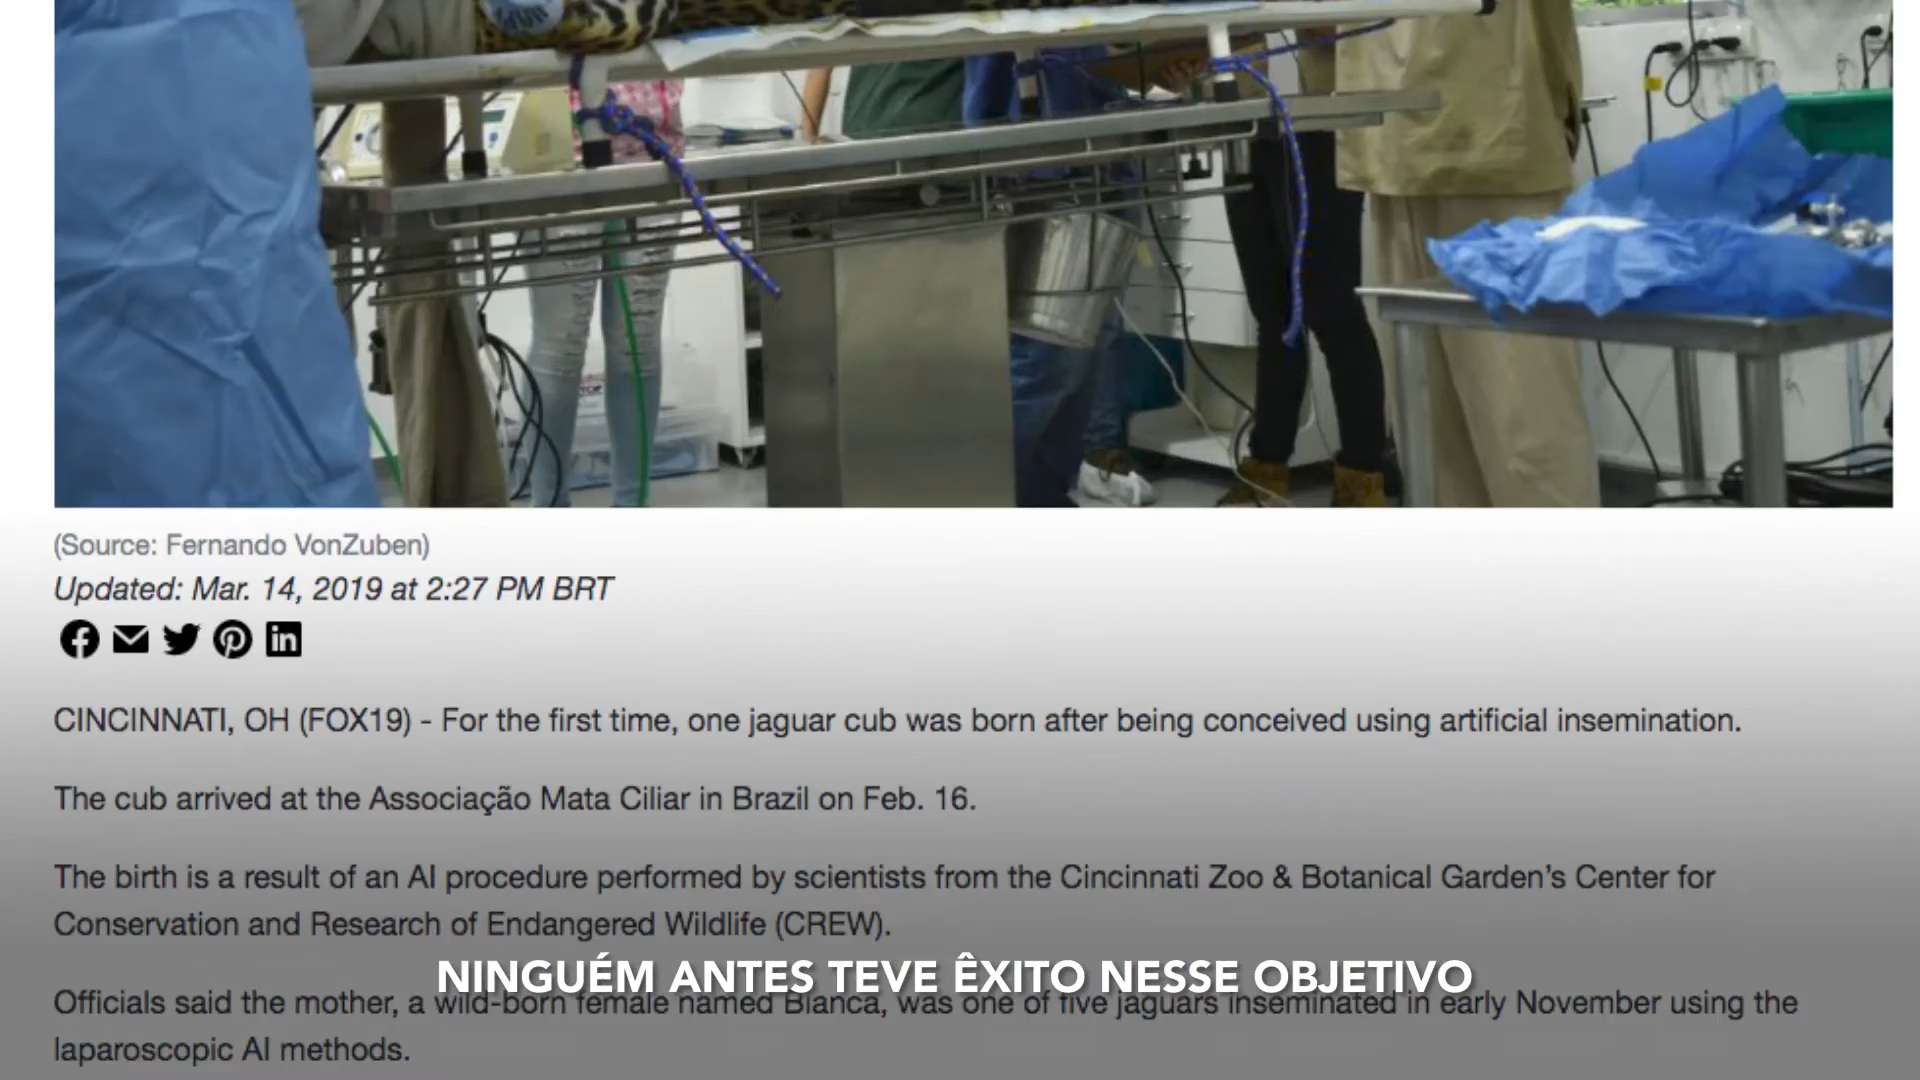 (Source: Fernando VonZuben)
Updated: Mar. 14, 2019 at 2:27 PM BRT
CINCINNATI, OH (FOX19) - For the first time, one jaguar cub was born after being conceived using artificial insemination.
The cub arrived at the Associação Mata Ciliar in Brazil on Feb. 16.
The birth is a result of an AI procedure performed by scientists from the Cincinnati Zoo & Botanical Garden's Center for
Conservation and Research of Endangered Wildlife (CREW).
NINGUÉM ANTES TEVE ÊXITO NESSE OBJETIVO
Officials said the mother, a wild-born female named Bianca, was one of five jaguars inseminated in early November using the
laparoscopic AI methods.